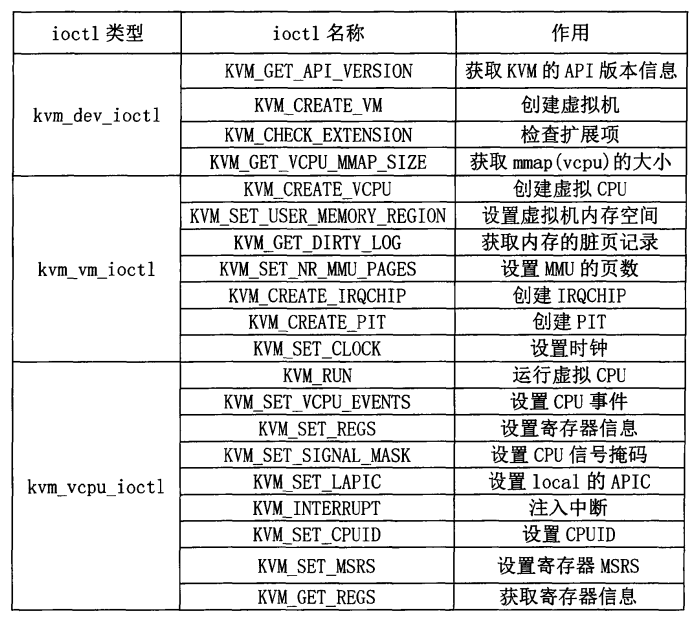 ioctl 类型 ioctl 名称 作用
KVM_GET_API_VERSION 获取 KVM 的 API 版本信息
kvm_dev_ioctl KVM_CREATE_VM 创建虚拟机
KVM_CHECK_EXTENSION 检查扩展项
KVM_GET_VCPU_MMAP_SIZE 获取 mmap(vcpu)的大小
KVM_CREATE_VCPU 创建虚拟 CPU
KVM_SET_USER_MEMORY_REGION 设置虚拟机内存空间
KVM_GET_DIRTY_LOG 获取内存的脏页记录
kvm_vm_ioctl KVM_SET_NR_MMU_PAGES 设置 MMU 的页数
KVM_CREATE_IRQCHIP 创建 IRQCHIP
KVM_CREATE_PIT 创建 PIT
KVM_SET_CLOCK 设置时钟
KVM_RUN 运行虚拟 CPU
KVM_SET_VCPU_EVENTS 设置 CPU 事件
KVM_SET_REGS 设置寄存器信息
KVM_SET_SIGNAL_MASK 设置 CPU 信号掩码
kvm_vcpu_ioctl KVM_SET_LAPIC 设置 local 的 APIC
KVM_INTERRUPT 注入中断
KVM_SET_CPUID 设置 CPUID
KVM_SET_MSRS 设置寄存器 MSRS
KVM_GET_REGS 获取寄存器信息